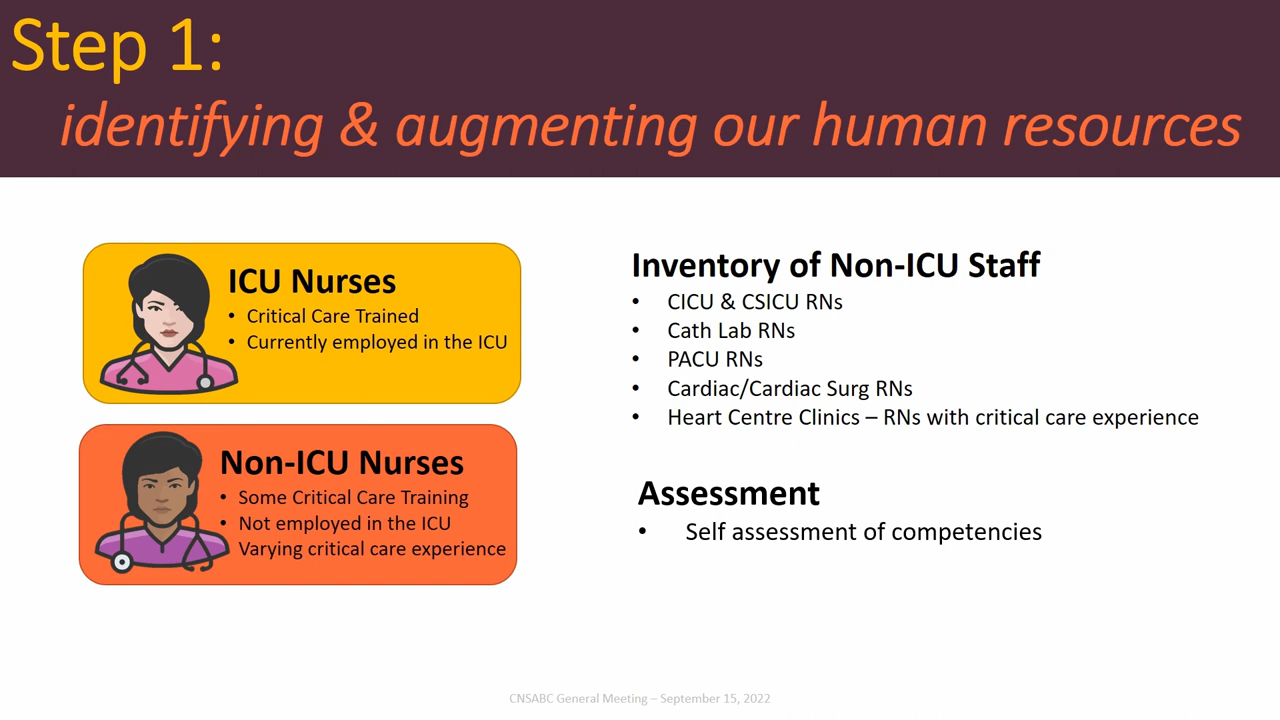 Step 1:
identifying & augmenting our human resources
ICU Nurses
• Critical Care Trained
• Currently employed in the ICU
Non-ICU Nurses
• Some Critical Care Training
• Not employed in the ICU
Varying critical care experience
Inventory of Non-ICU Staff
• CICU & CSICU RNs
• Cath Lab RNs
• PACU RNs
• Cardiac/Cardiac Surg RNs
• Heart Centre Clinics – RNs with critical care experience
Assessment
• Self assessment of competencies
CNSABC General Meeting – September 15, 2022